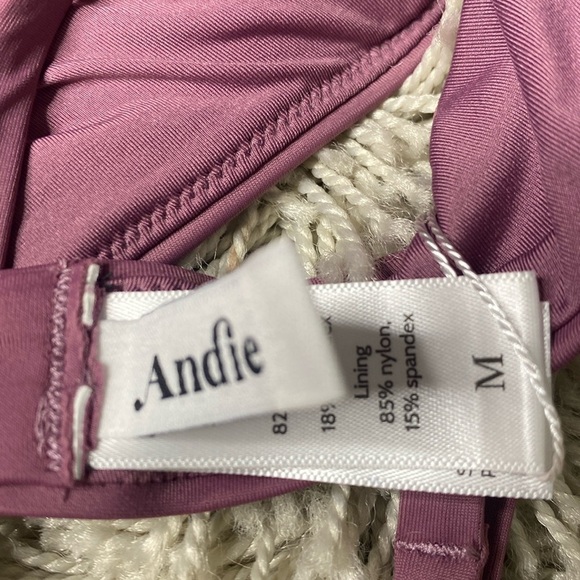 Andie
82
18%
Lining
85% nylon,
15% spandex
M